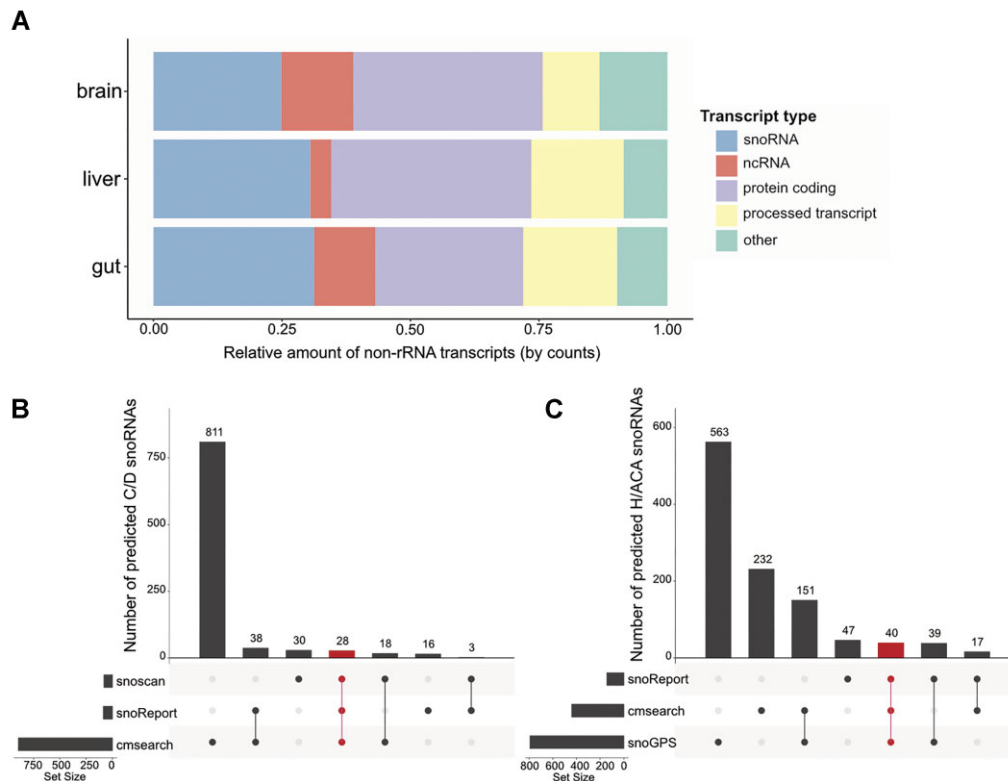 A
brain
liver
gut
0.00 0.25 0.50 0.75 1.00
Relative amount of non-rRNA transcripts (by counts)
Transcript type
snoRNA
ncRNA
protein coding
processed transcript
other
B
Number of predicted C/D snoRNAs
750
500
250
0
811
38
30
28
18
16
3
snoscan
snoReport
cmsearch
750 500 250 0
Set Size
C
Number of predicted H/ACA snoRNAs
600
400
200
0
563
232
151
47
40
39
17
snoReport
cmsearch
snoGPS
800 600 400 200 0
Set Size